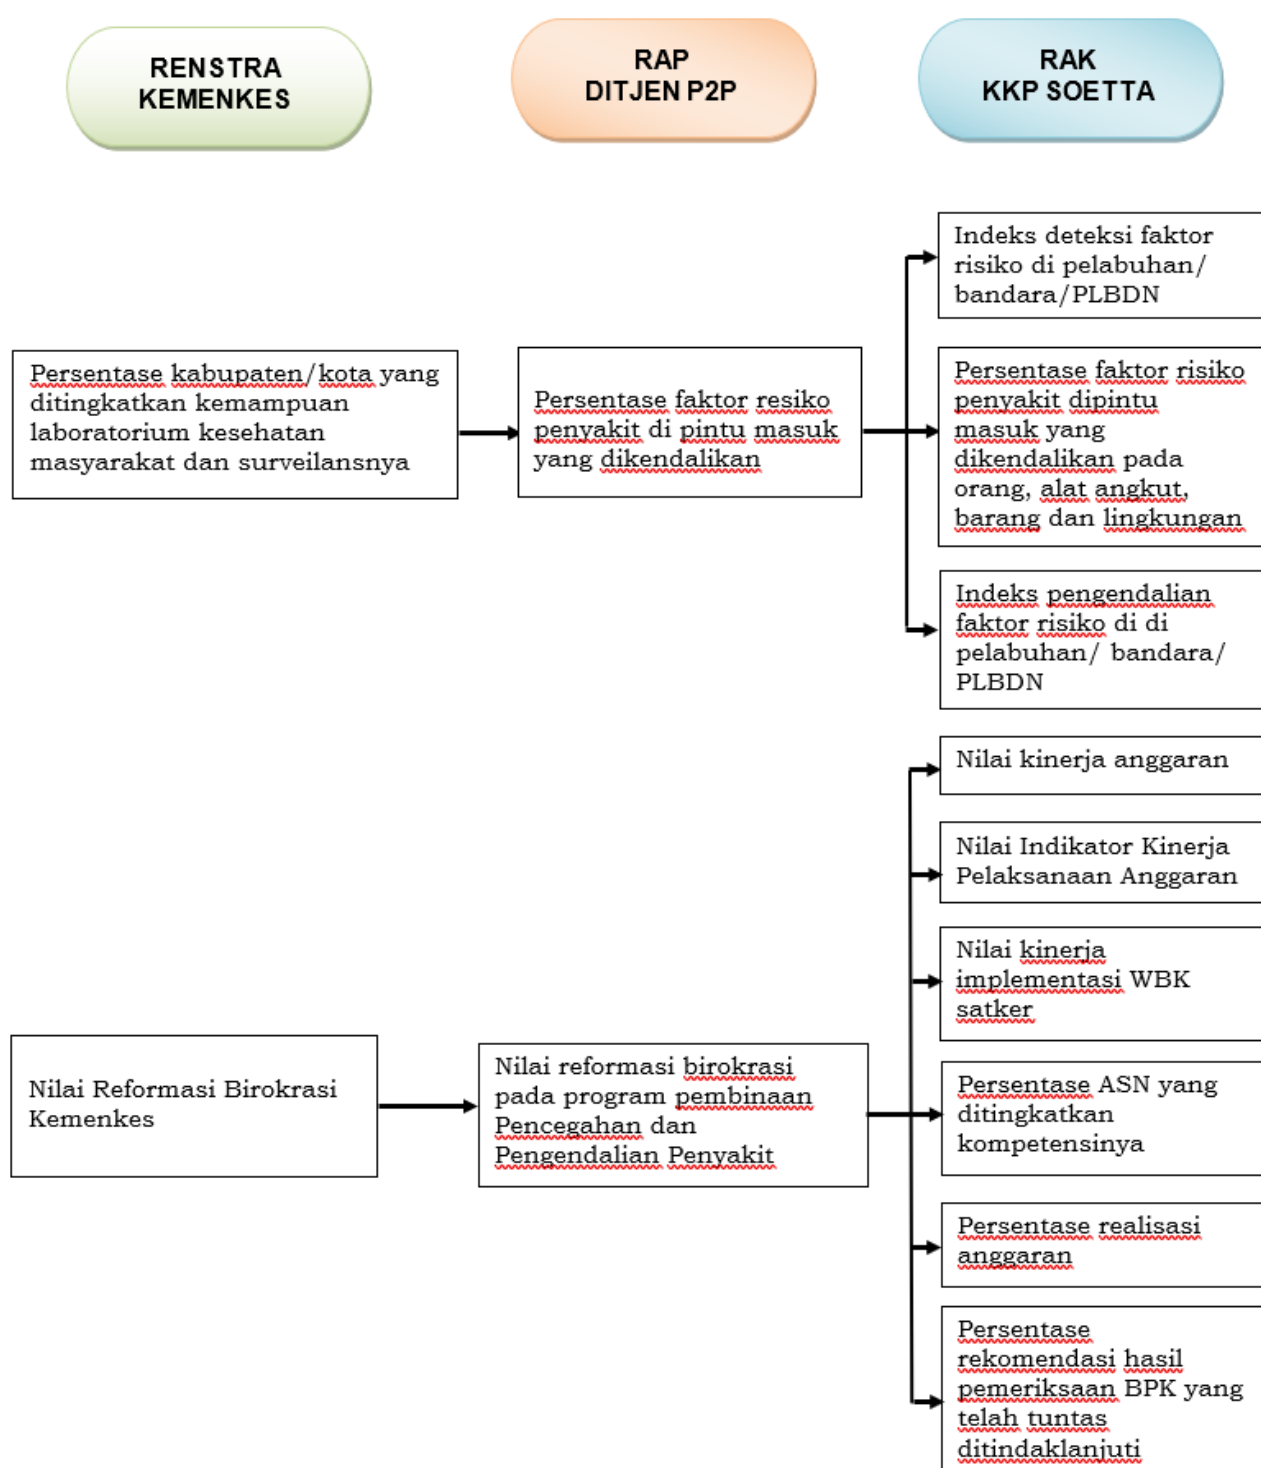 RENSTRA
KEMENKES
RAP
DITJEN P2P
RAK
KKP SOETTA
Persentase kabupaten/kota yang
ditingkatkan kemampuan
laboratorium kesehatan
masyarakat dan surveilansnya
Persentase faktor resiko
penyakit di pintu masuk
yang dikendalikan
Indeks deteksi faktor
risiko di pelabuhan/
bandara/PLBDN
Persentase faktor risiko
penyakit dipintu
masuk yang
dikendalikan pada
orang, alat angkut,
barang dan lingkungan
Indeks pengendalian
faktor risiko di di
pelabuhan/ bandara/
PLBDN
Nilai Reformasi Birokrasi
Kemenkes
Nilai reformasi birokrasi
pada program pembinaan
Pencegahan dan
Pengendalian Penyakit
Nilai kinerja anggaran
Nilai Indikator Kinerja
Pelaksanaan Anggaran
Nilai kinerja
implementasi WBK
satker
Persentase ASN yang
ditingkatkan
kompetensinya
Persentase realisasi
anggaran
Persentase
rekomendasi hasil
pemeriksaan BPK yang
telah tuntas
ditindaklanjuti